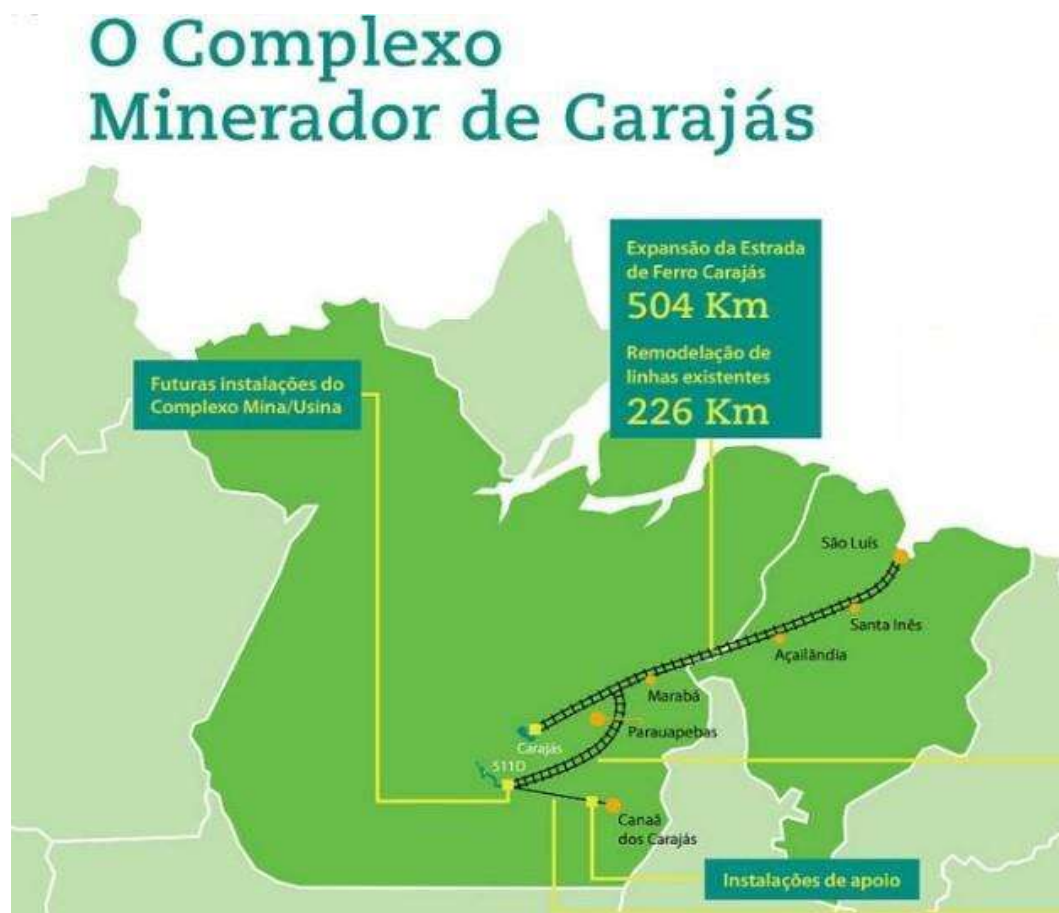 O Complexo
Minerador de Carajás
Expansão da Estrada
de Ferro Carajás
504 Km
Remodelação de
linhas existentes
226 Km
Futuras instalações do
Complexo Mina/Usina
São Luís
Santa Inês
Açailândia
Marabá
Parauapebas
Carajás
S11D
Canaã
dos Carajás
Instalações de apoio